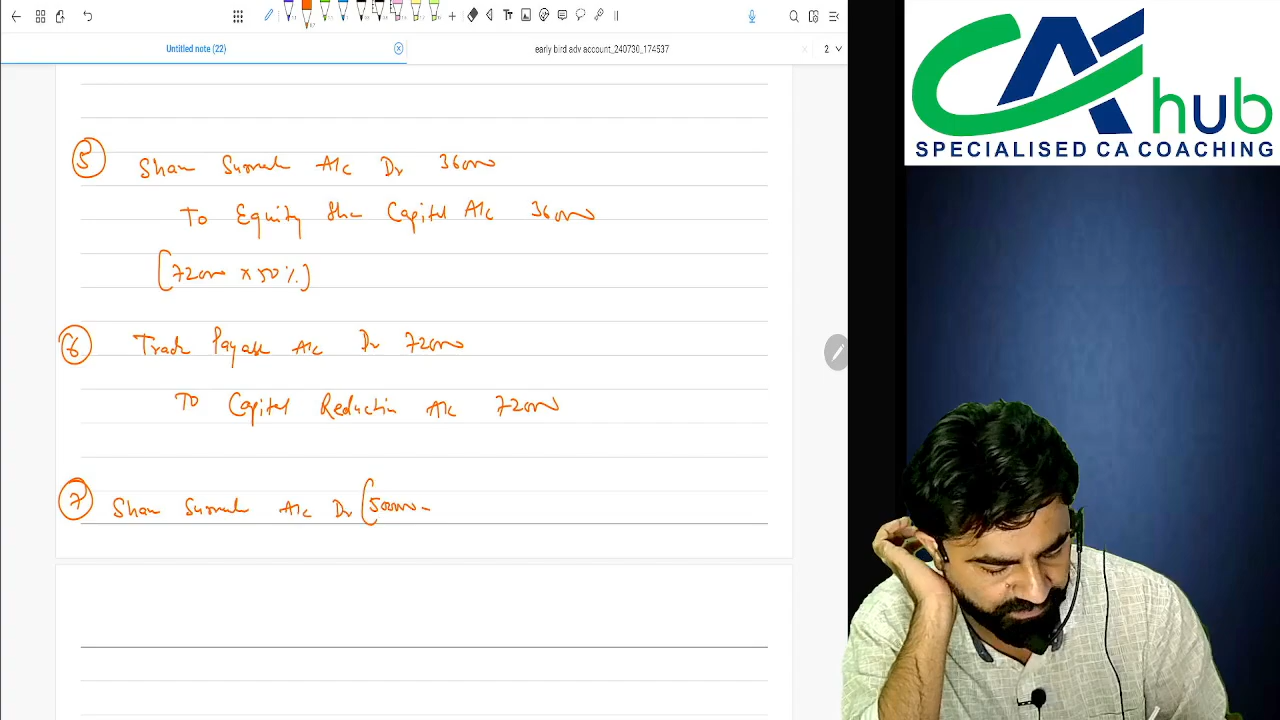 Untitled note (22)
early bird adv account_240730_174537
2
CA hub
SPECIALISED CA COACHING
5 Share Surrender A/c Dr 36000
To Equity Share Capital A/c 36000
[72000 x 50%]
6 Trade Payable A/c Dr 72000
To Capital Reduction A/c 72000
7 Share Surrender A/c Dr [500000 -